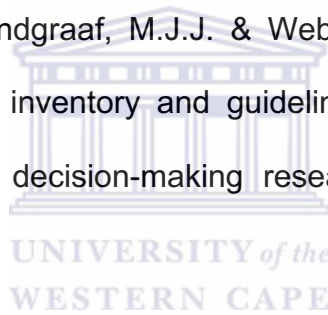 ndgraaf, M.J.J. & Web
inventory and guidelin
decision-making resea
UNIVERSITY of the
WESTERN CAPE